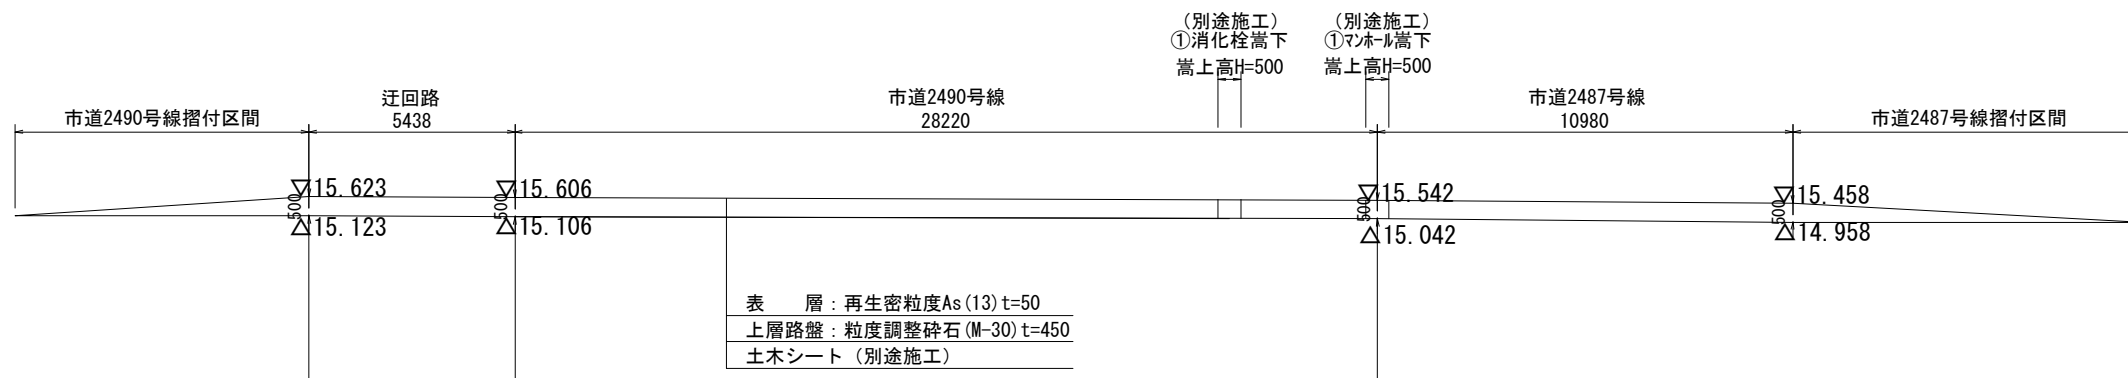 （別途施工）
①消化栓嵩下
嵩上高H=500
（別途施工）
①ﾏﾝﾎｰﾙ嵩下
嵩上高H=500
市道2490号線摺付区間
迂回路
5438
市道2490号線
28220
市道2487号線
10980
市道2487号線摺付区間
▽15.623
500
△15.123
▽15.606
500
△15.106
▽15.542
500
△15.042
▽15.458
500
△14.958
表　　層：再生密粒度As(13)t=50
上層路盤：粒度調整砕石(M-30)t=450
土木シート（別途施工）